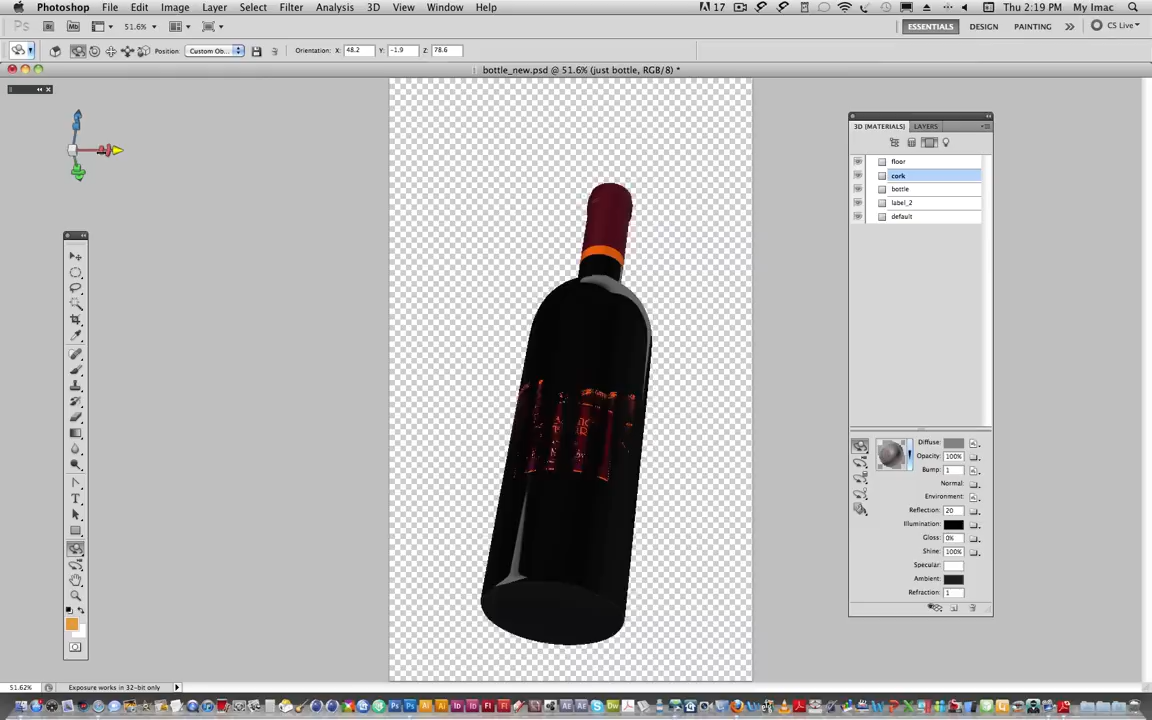 Photoshop File Edit Image Layer Select Filter Analysis 3D View Window Help 17 Thu 2:19 PM My Imac
Ps Br Mb 51.6% ESSENTIALS DESIGN PAINTING CS Live
Position: Custom Ob... Orientation: X: 48.2 Y: -1.9 Z: 78.6
bottle_new.psd @ 51.6% (just bottle, RGB/8) *
3D {MATERIALS} LAYERS
floor
cork
bottle
label_2
default
Diffuse:
Opacity: 100%
Bump: 1
Normal:
Environment:
Reflection: 20
Illumination:
Gloss: 0%
Shine: 100%
Specular:
Ambient:
Refraction: 1
51.62% Exposure works in 32-bit only